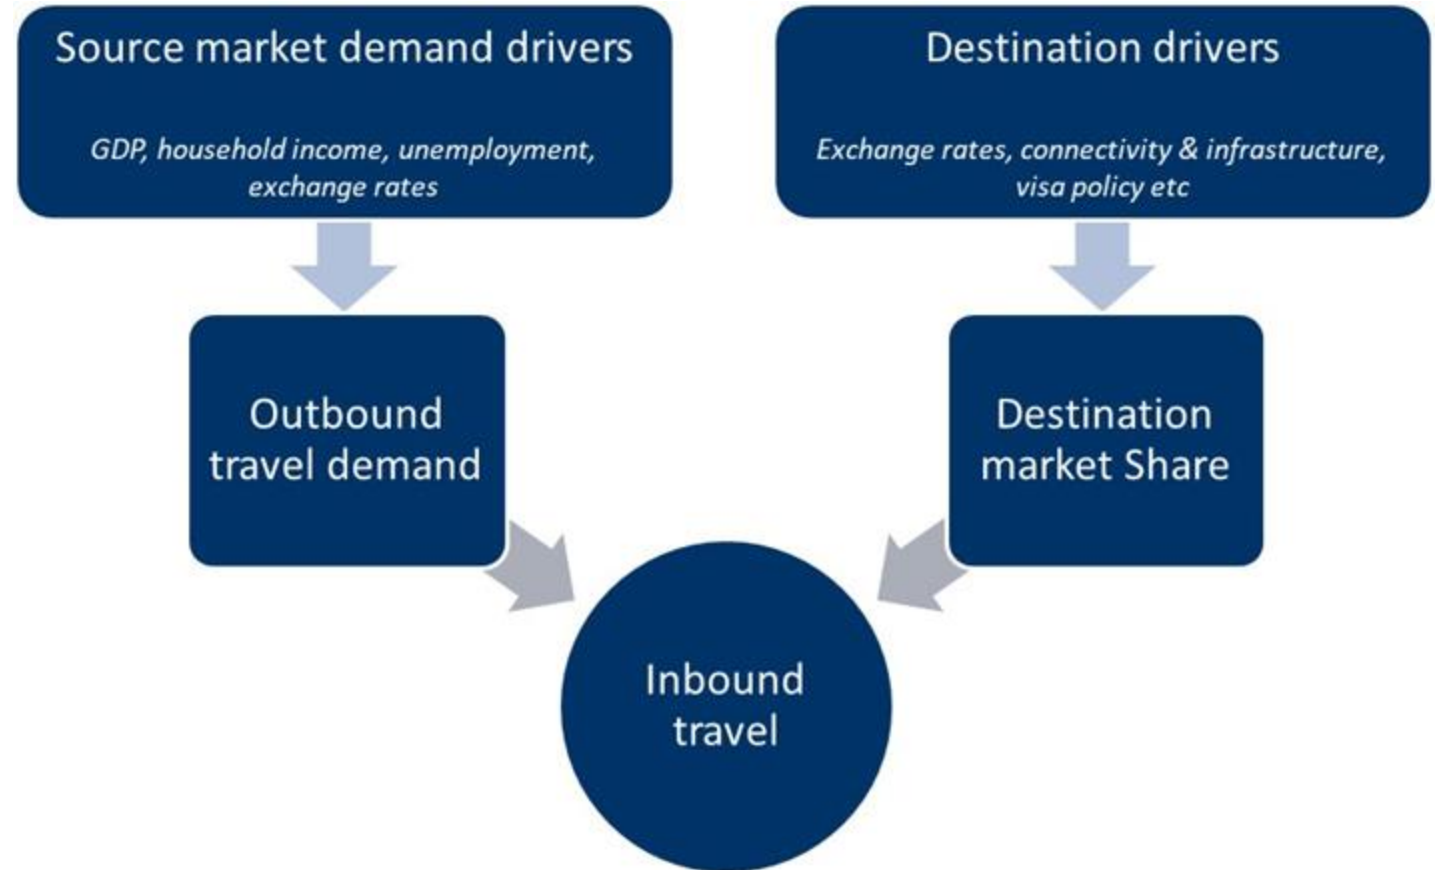 Source market demand drivers
GDP, household income, unemployment,
exchange rates
Destination drivers
Exchange rates, connectivity & infrastructure,
visa policy etc
Outbound
travel demand
Destination
market Share
Inbound
travel